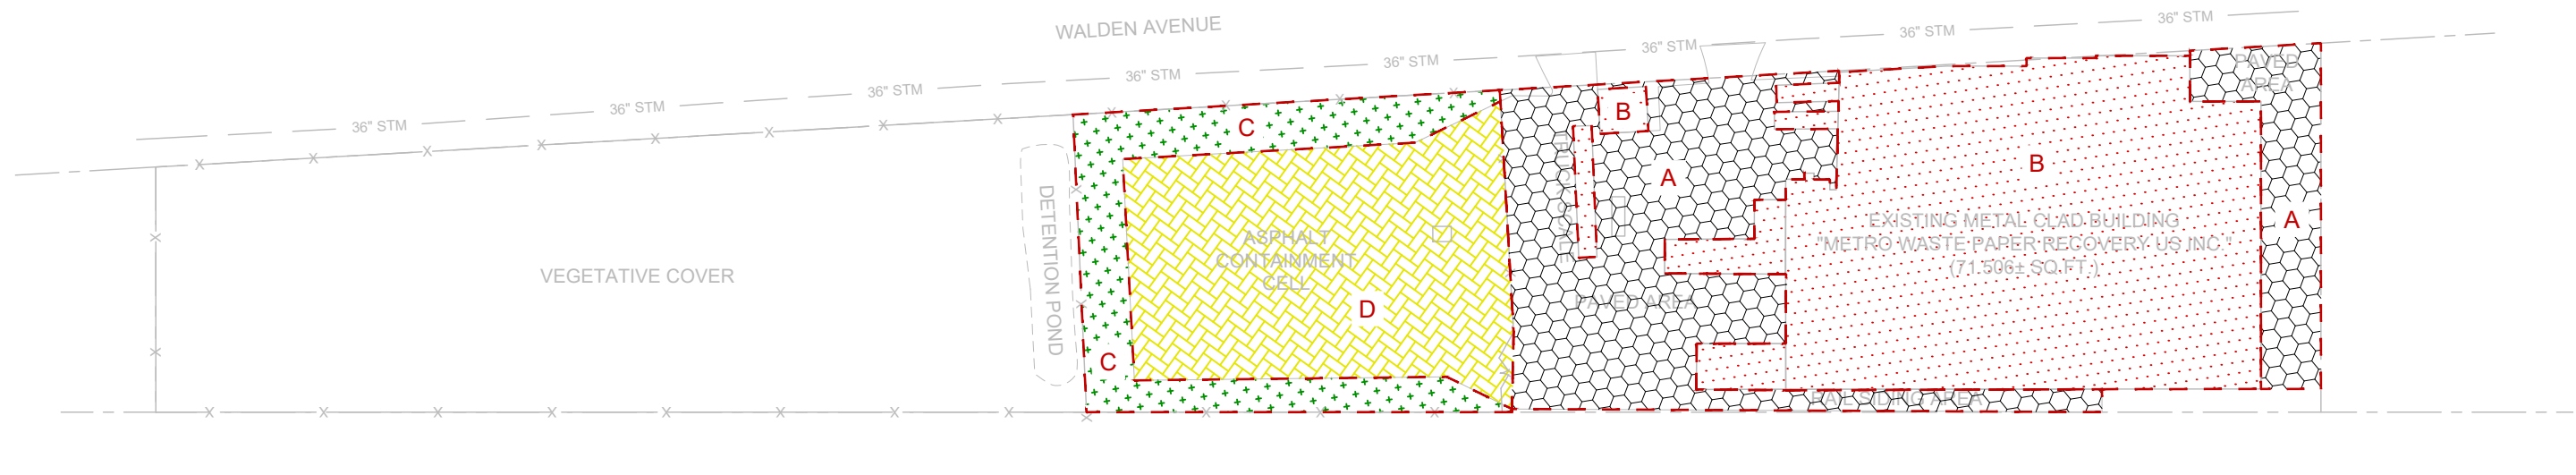 WALDEN AVENUE
36" STM
36" STM
36" STM
36" STM
36" STM
36" STM
36" STM
36" STM
PAVED
AREA
C
B
A
B
A
DETENTION POND
TRUCK SCALE
VEGETATIVE COVER
ASPHALT
CONTAINMENT
CELL
D
C
PAVED AREA
EXISTING METAL CLAD BUILDING
"METRO WASTE PAPER RECOVERY US INC."
(71,506± SQ.FT.)
RAIL SIDING AREA